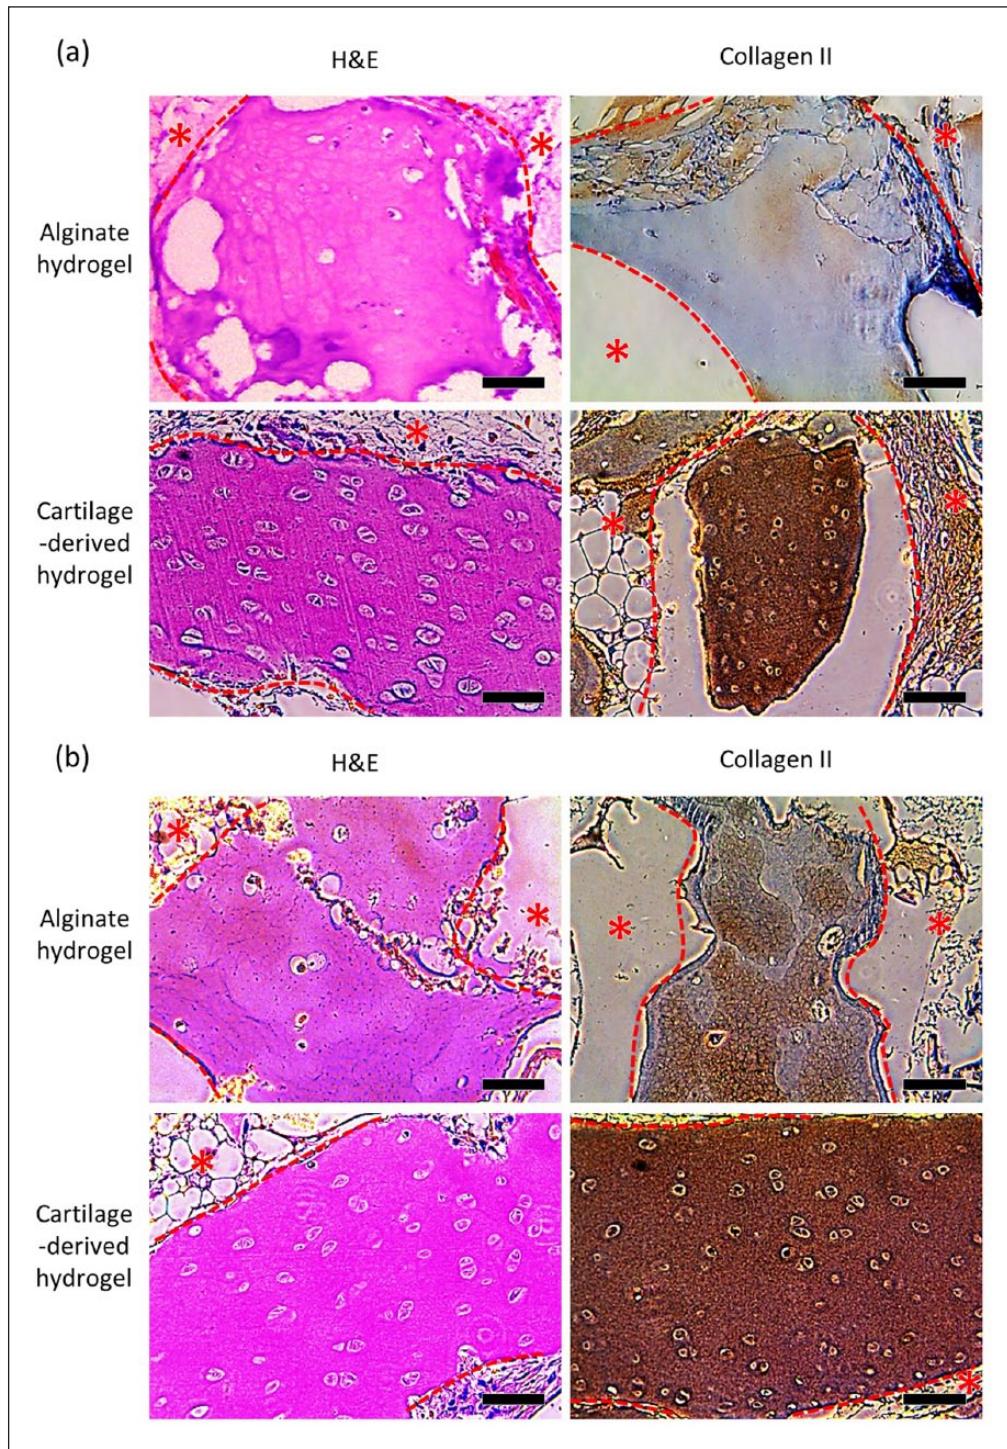 (a)
H&E
Collagen II
Alginate
hydrogel
Cartilage
-derived
hydrogel
(b)
H&E
Collagen II
Alginate
hydrogel
Cartilage
-derived
hydrogel